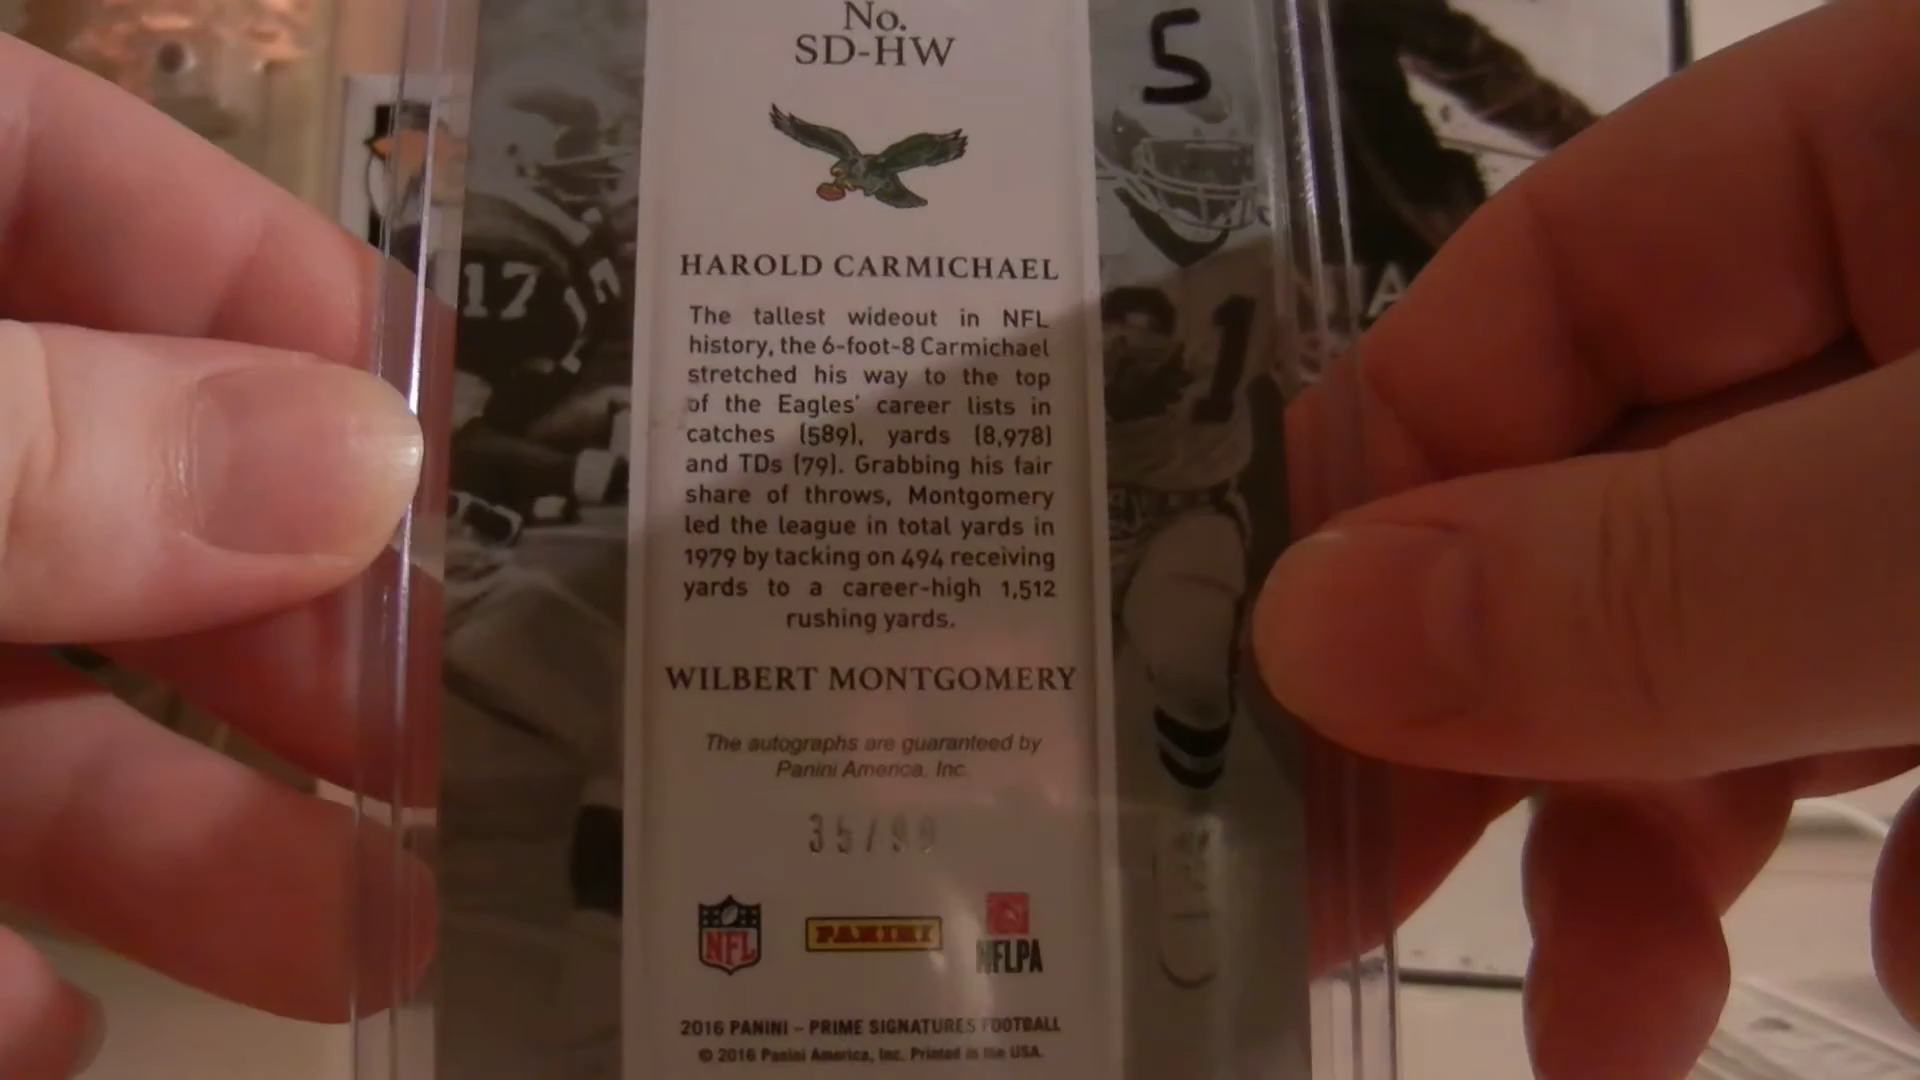 No.
SD-HW
S
17
31
HAROLD CARMICHAEL
The tallest wideout in NFL
history, the 6-foot-8 Carmichael
stretched his way to the top
of the Eagles' career lists in
catches (589), yards (8,978)
and TDs (79). Grabbing his fair
share of throws, Montgomery
led the league in total yards in
1979 by tacking on 494 receiving
yards to a career-high 1,512
rushing yards.
WILBERT MONTGOMERY
The autographs are guaranteed by
Panini America, Inc.
35/99
NFL
PANINI
NFLPA
2016 PANINI – PRIME SIGNATURES FOOTBALL
© 2016 Panini America, Inc. Printed in the USA.